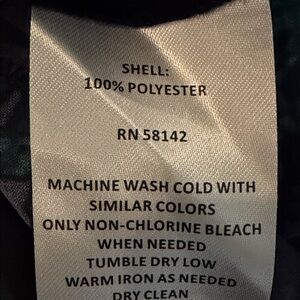 SHELL:
100% POLYESTER
RN 58142
MACHINE WASH COLD WITH
SIMILAR COLORS
ONLY NON-CHLORINE BLEACH
WHEN NEEDED
TUMBLE DRY LOW
WARM IRON AS NEEDED
DRY CLEAN